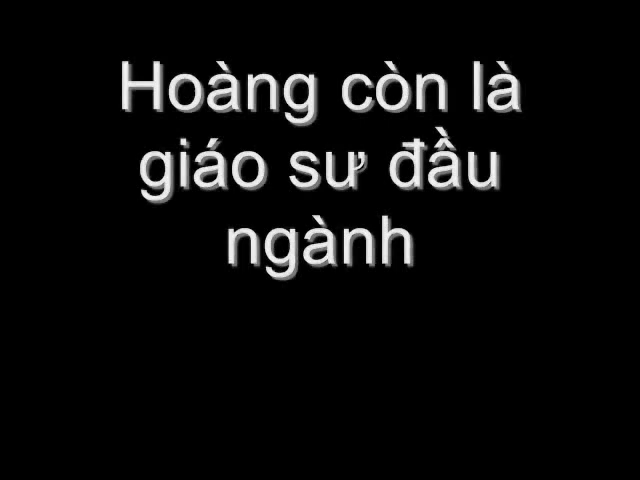 Hoàng còn là
giáo sư đầu
ngành